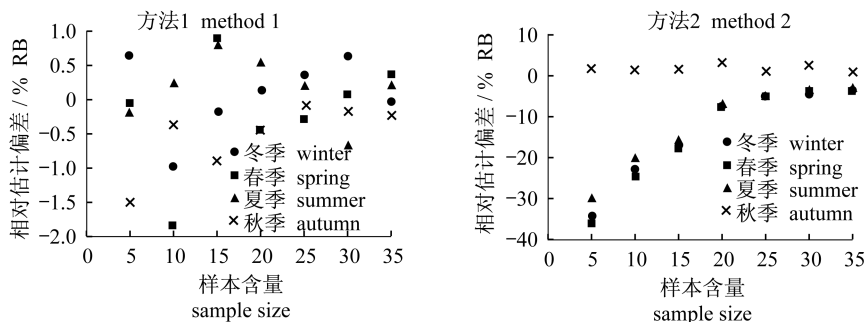 方法1 method 1
相对估计偏差 / % RB
1.0
0.5
0
−0.5
−1.0
−1.5
−2.0
冬季 winter
春季 spring
夏季 summer
秋季 autumn
0 5 10 15 20 25 30 35
样本含量
sample size
方法2 method 2
相对估计偏差 / % RB
10
0
−10
−20
−30
−40
冬季 winter
春季 spring
夏季 summer
秋季 autumn
0 5 10 15 20 25 30 35
样本含量
sample size